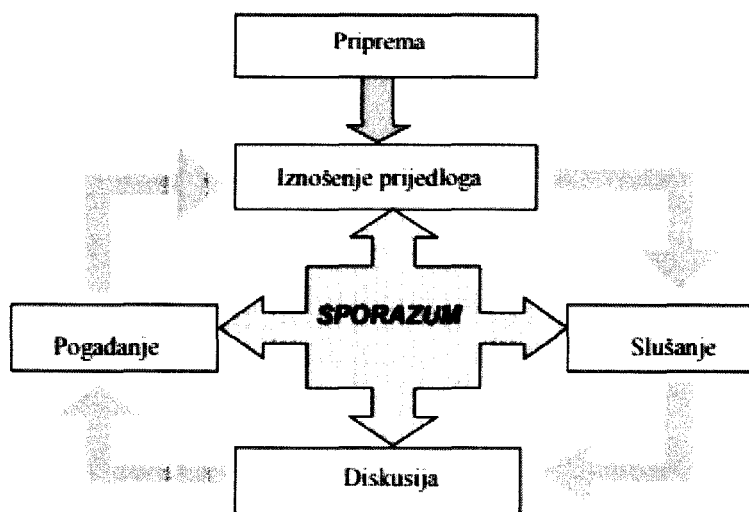 Priprema
Iznošenje prijedloga
SPORAZUM
Pogađanje
Slušanje
Diskusija